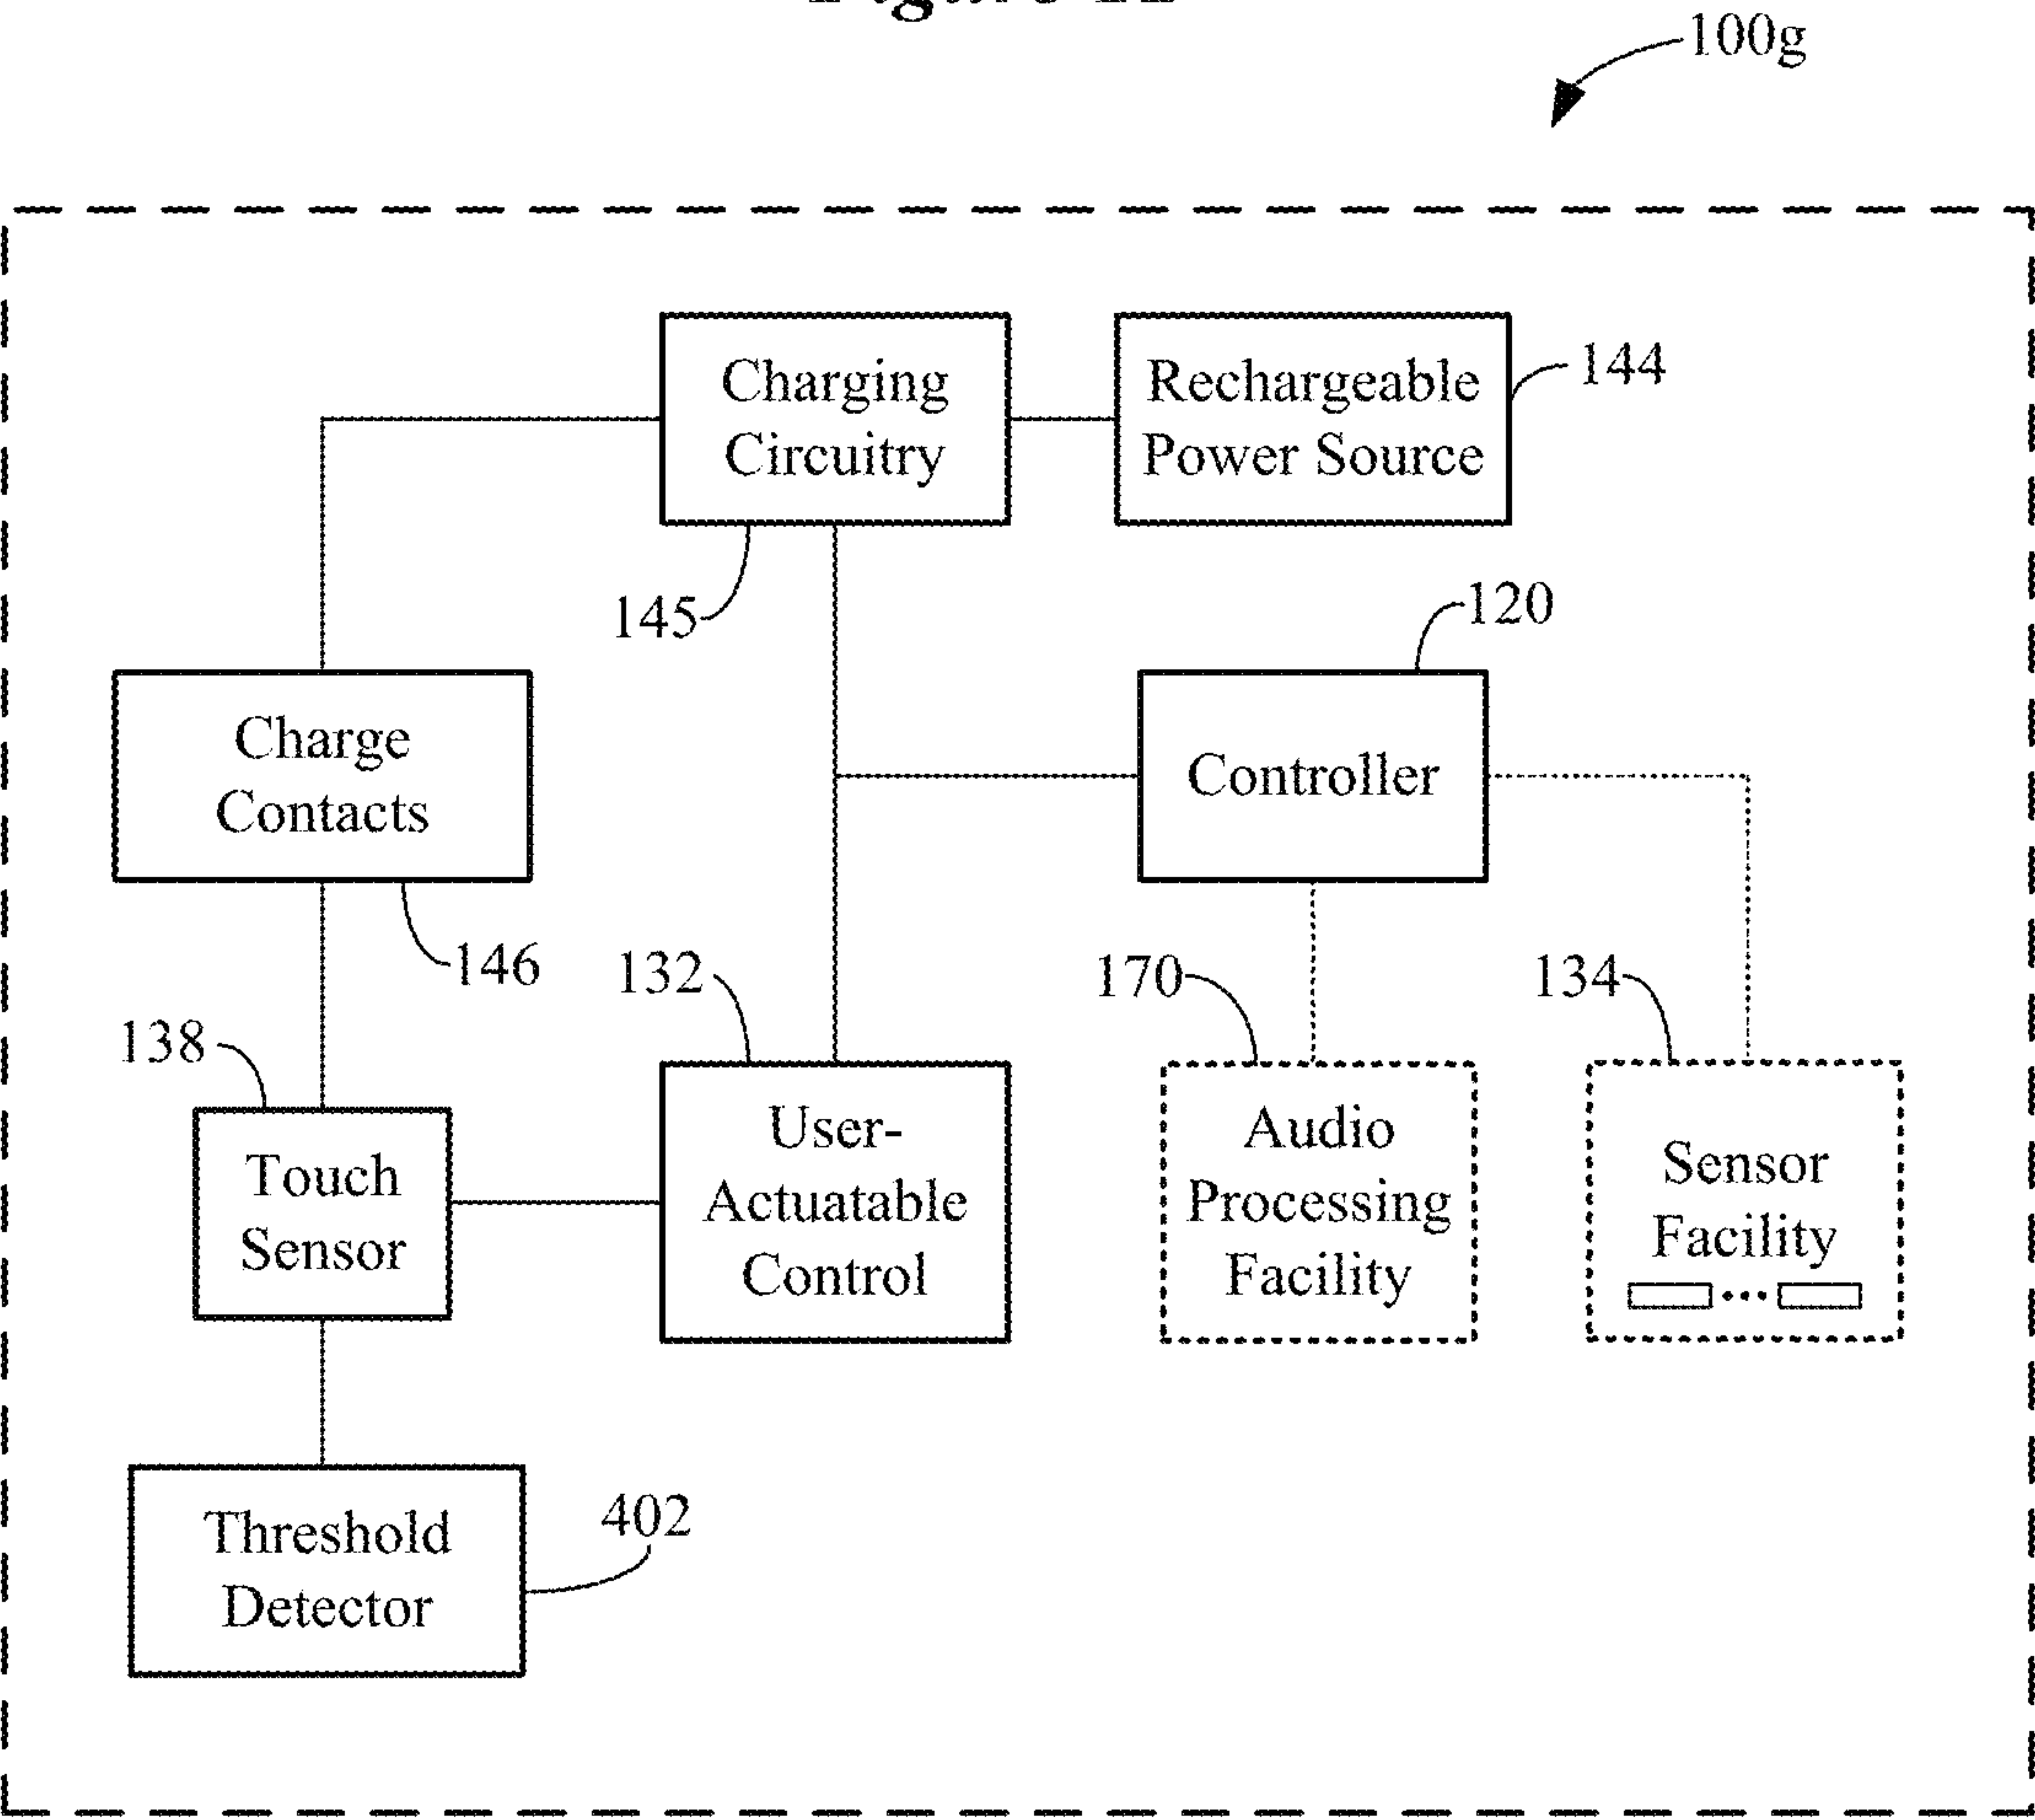 100g
Charging
Circuitry
Rechargeable
Power Source
144
145
120
Charge
Contacts
Controller
146
132
170
134
138
Touch
Sensor
User-
Actuatable
Control
Audio
Processing
Facility
Sensor
Facility
Threshold
Detector
402